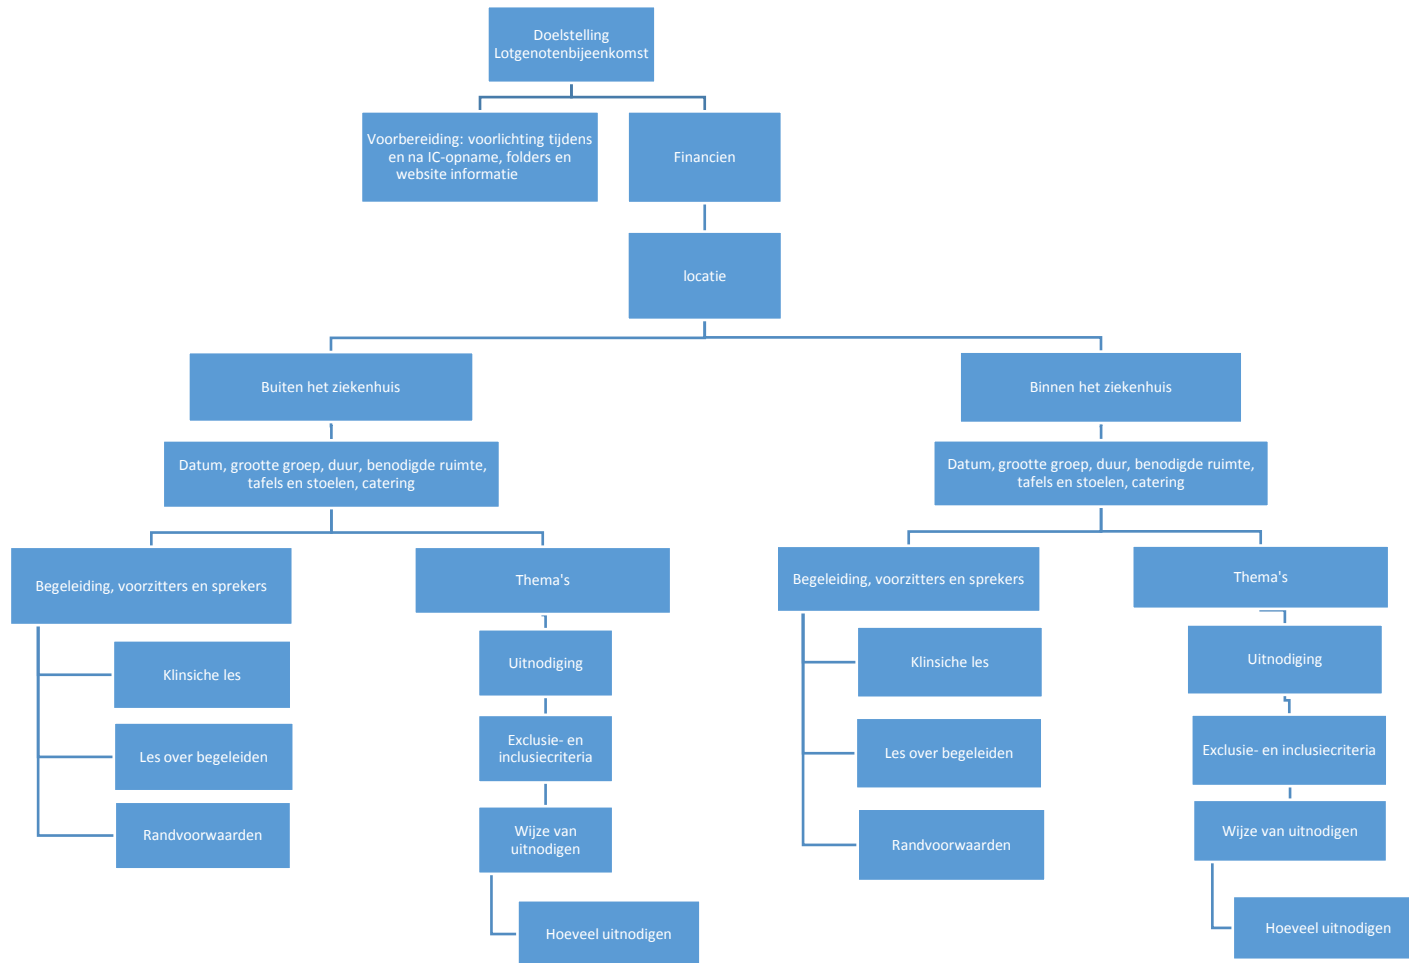 Doelstelling
Lotgenotenbijeenkomst
Voorbereiding: voorlichting tijdens
en na IC-opname, folders en
website informatie
Financien
locatie
Buiten het ziekenhuis
Binnen het ziekenhuis
Datum, grootte groep, duur, benodigde ruimte,
tafels en stoelen, catering
Datum, grootte groep, duur, benodigde ruimte,
tafels en stoelen, catering
Begeleiding, voorzitters en sprekers
Thema's
Begeleiding, voorzitters en sprekers
Thema's
Klinsiche les
Uitnodiging
Klinsiche les
Uitnodiging
Les over begeleiden
Exclusie- en
inclusiecriteria
Les over begeleiden
Exclusie- en inclusiecriteria
Randvoorwaarden
Wijze van
uitnodigen
Randvoorwaarden
Wijze van uitnodigen
Hoeveel uitnodigen
Hoeveel uitnodigen